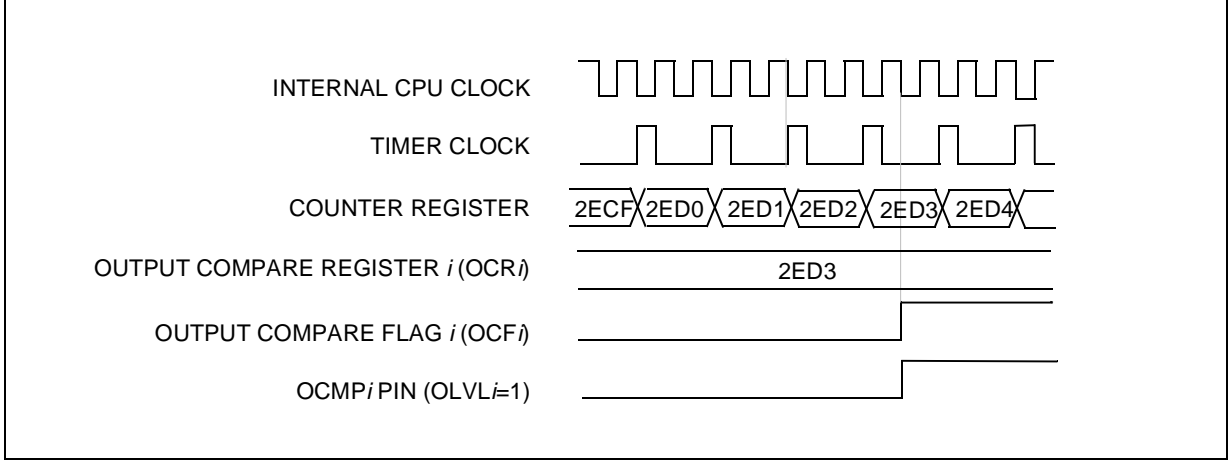 INTERNAL CPU CLOCK
TIMER CLOCK
COUNTER REGISTER
2ECF 2ED0 2ED1 2ED2 2ED3 2ED4
OUTPUT COMPARE REGISTER i (OCRi)
2ED3
OUTPUT COMPARE FLAG i (OCFi)
OCMPi PIN (OLVLi=1)